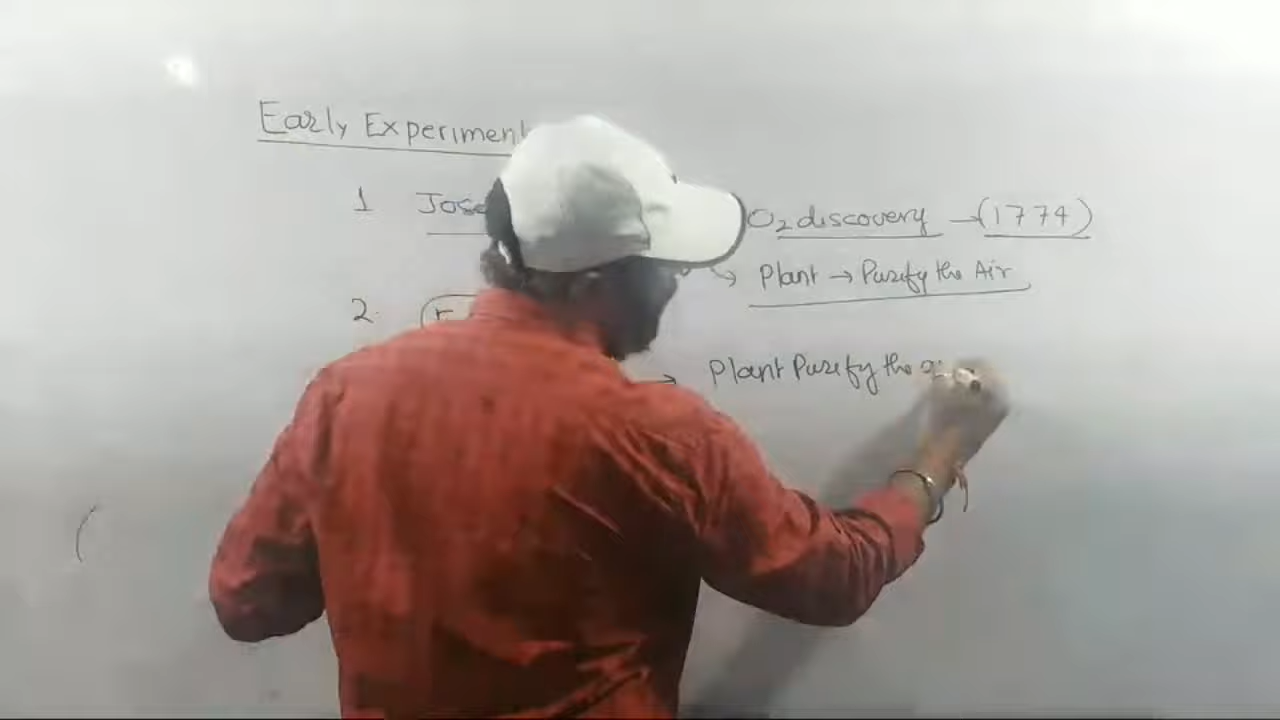 Early Experiment
1 Jose O2 discovery → (1774)
→ Plant → Purify the Air
2.
→ Plant Purify the